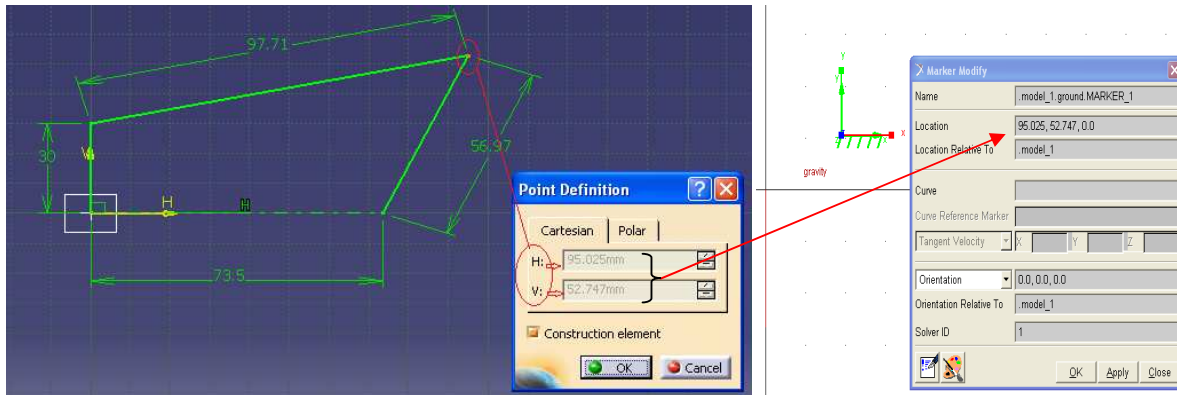 97.71
30
56.97
73.5
V
H
H
Point Definition
?
X
Cartesian
Polar
H:
95.025mm
V:
52.747mm
Construction element
OK
Cancel
Y
Y
X
x
gravity
Marker Modify
X
Name
.model_1.ground.MARKER_1
Location
95.025, 52.747, 0.0
Location Relative To
.model_1
Curve
Curve Reference Marker
Tangent Velocity
X
Y
Z
Orientation
0.0, 0.0, 0.0
Orientation Relative To
.model_1
Solver ID
1
OK
Apply
Close